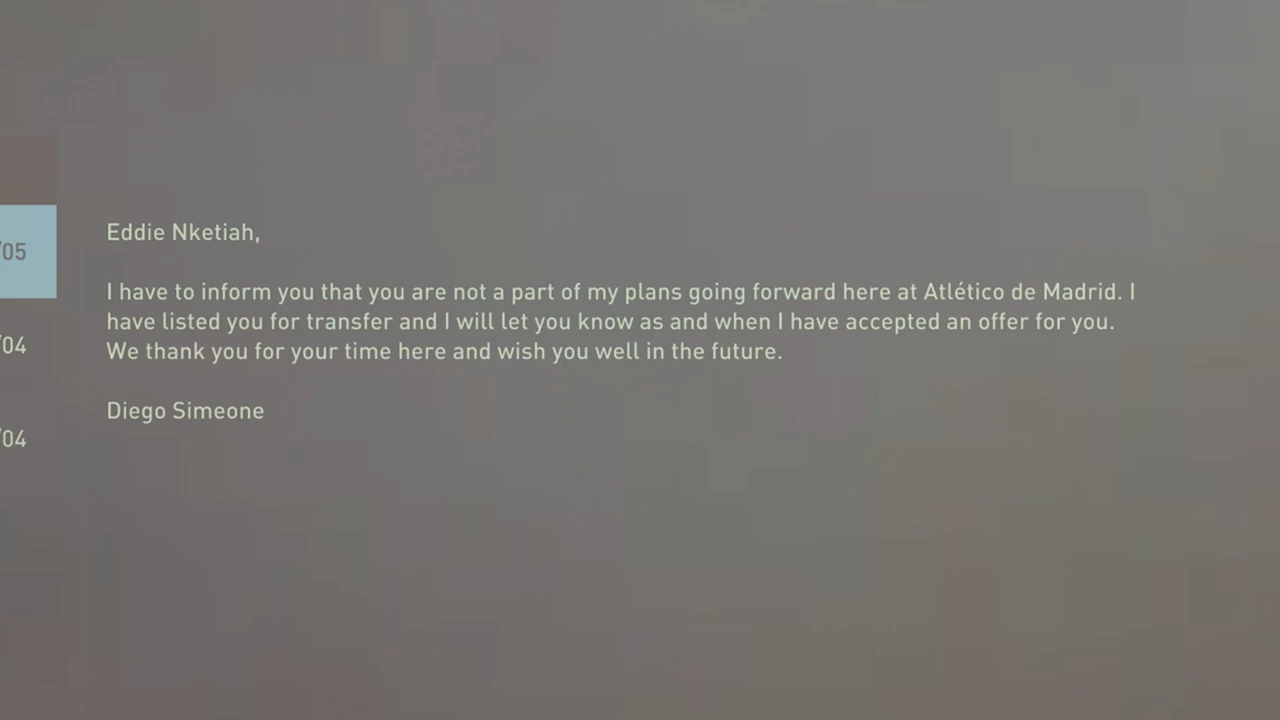 Eddie Nketiah,
/05
I have to inform you that you are not a part of my plans going forward here at Atlético de Madrid. I
have listed you for transfer and I will let you know as and when I have accepted an offer for you.
/04
We thank you for your time here and wish you well in the future.
Diego Simeone
/04